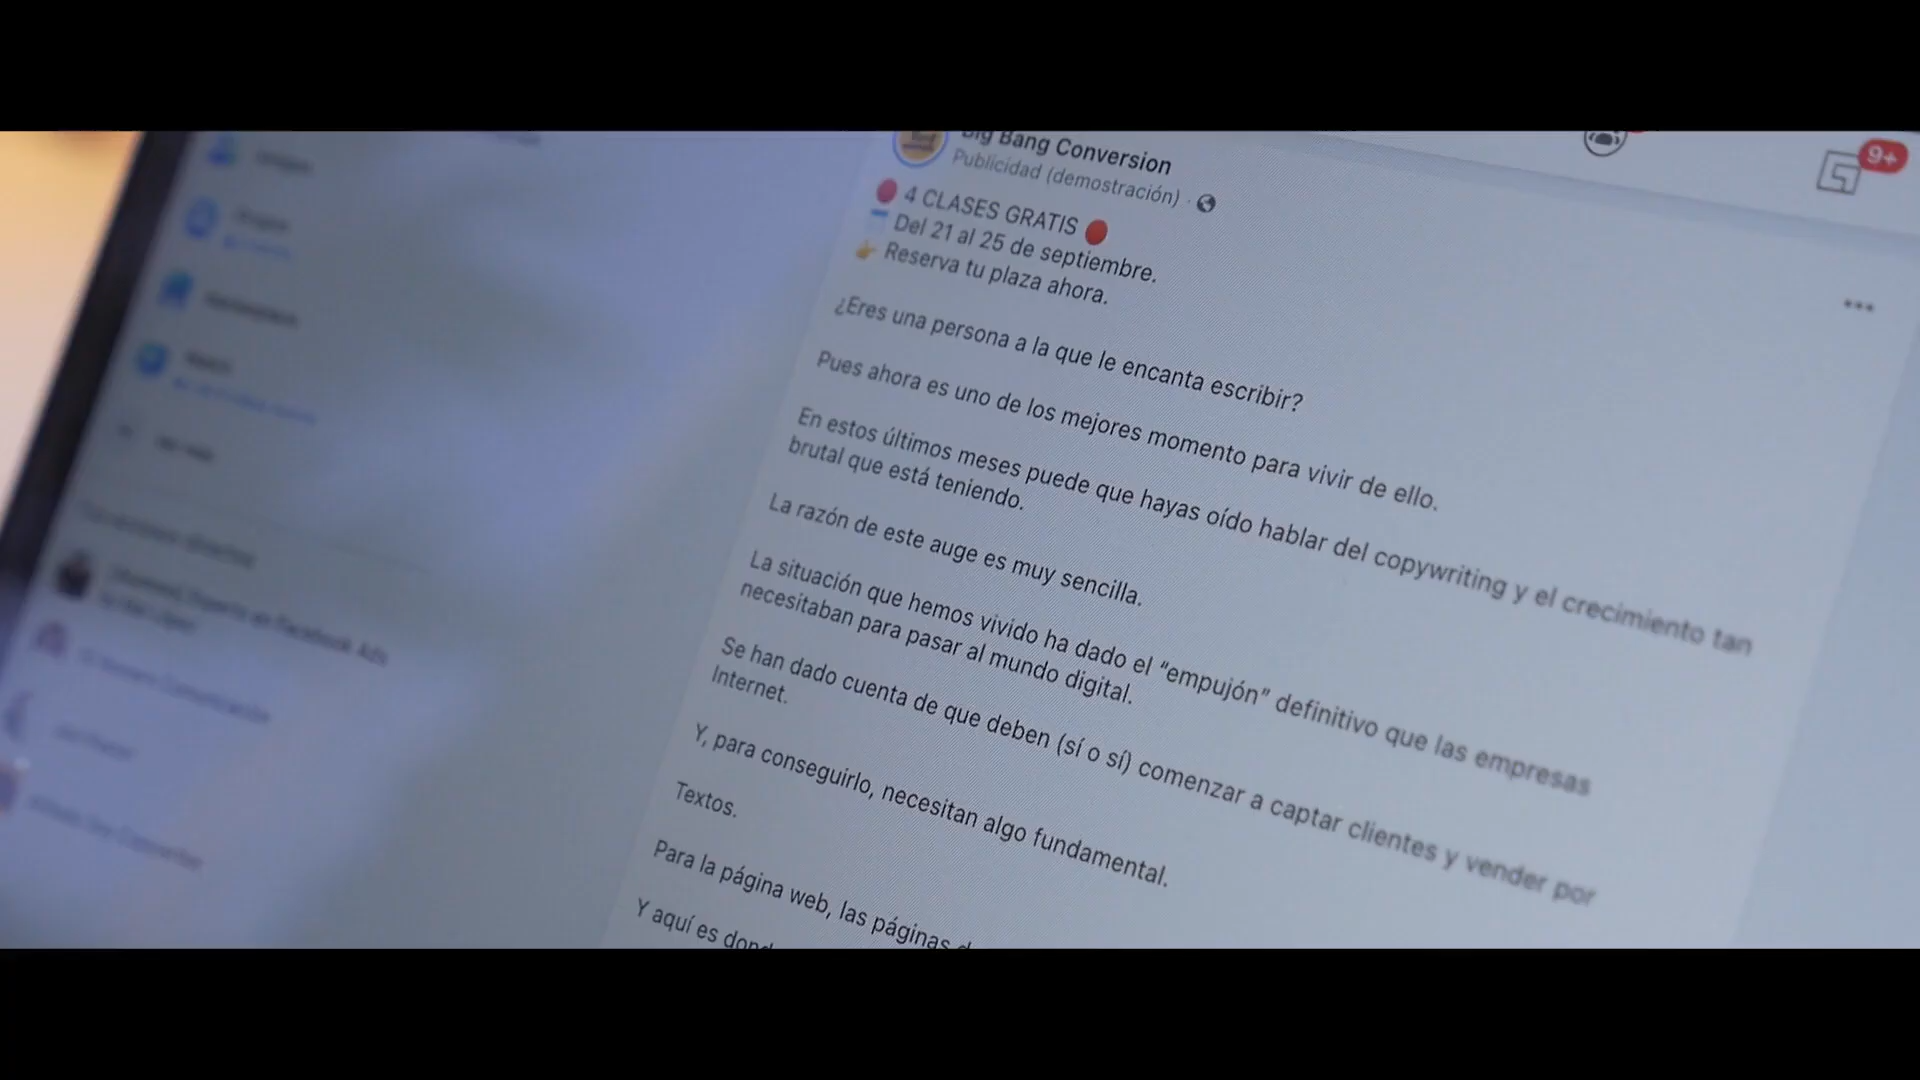 Big Bang Conversion
Publicidad (demostración) ·
9+
🔴 4 CLASES GRATIS 🔴
Del 21 al 25 de septiembre.
👉 Reserva tu plaza ahora.
¿Eres una persona a la que le encanta escribir?
Pues ahora es uno de los mejores momento para vivir de ello.
En estos últimos meses puede que hayas oído hablar del copywriting y el crecimiento tan
brutal que está teniendo.
La razón de este auge es muy sencilla.
La situación que hemos vivido ha dado el “empujón” definitivo que las empresas
necesitaban para pasar al mundo digital.
Se han dado cuenta de que deben (sí o sí) comenzar a captar clientes y vender por
Internet.
Y, para conseguirlo, necesitan algo fundamental.
Textos.
Para la página web, las páginas
Y aquí es